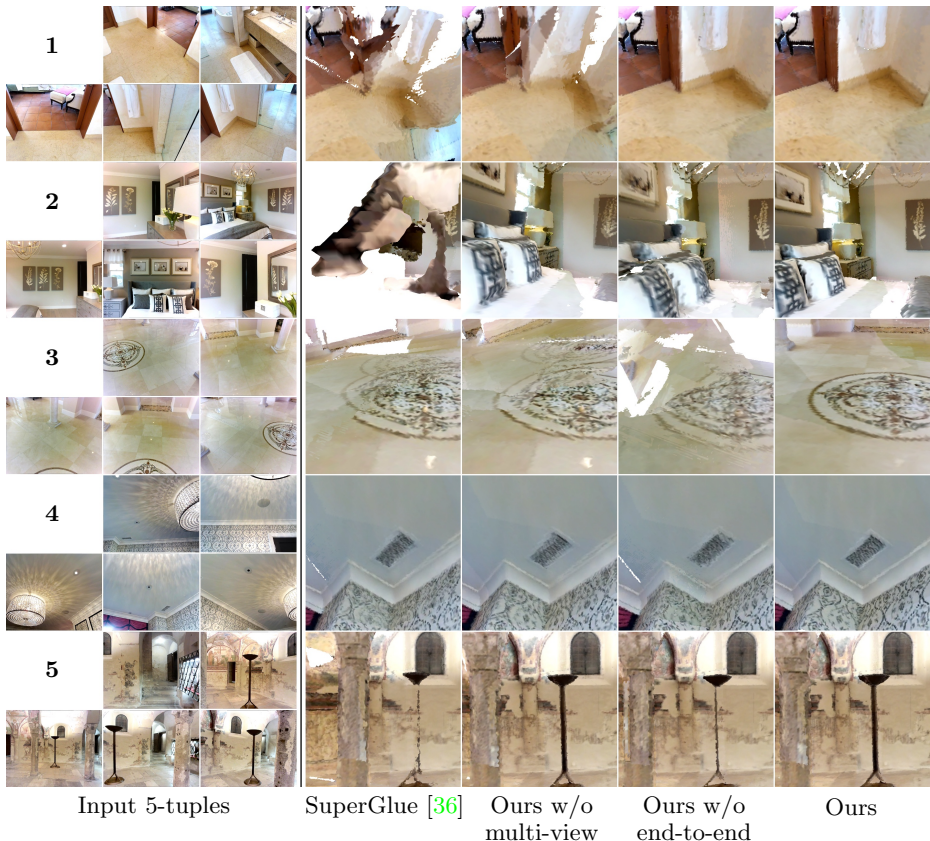 1
2
3
4
5
Input 5-tuples
SuperGlue [36]
Ours w/o
multi-view
Ours w/o
end-to-end
Ours